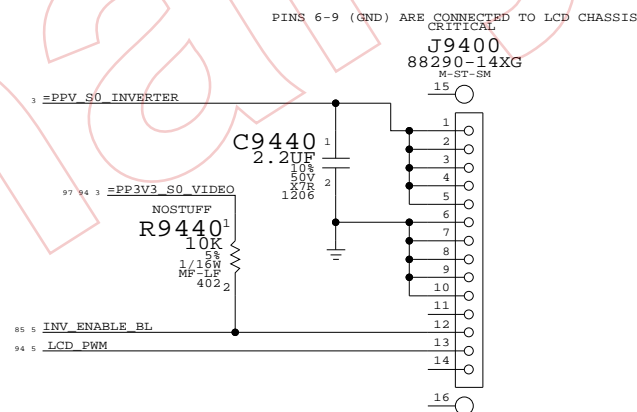 PINS 6-9 (GND) ARE CONNECTED TO LCD CHASSIS
CRITICAL
J9400
88290-14XG
M-ST-SM
15
3 =PPV_S0_INVERTER
1
C9440 1
2
2.2UF
10%
3
50V
X7R 2
4
1206
97 94 3 =PP3V3_S0_VIDEO
5
NOSTUFF
6
R9440 1
7
10K
5%
8
1/16W
MF-LF
9
402 2
10
11
85 5 INV_ENABLE_BL
12
94 5 LCD_PWM
13
14
16